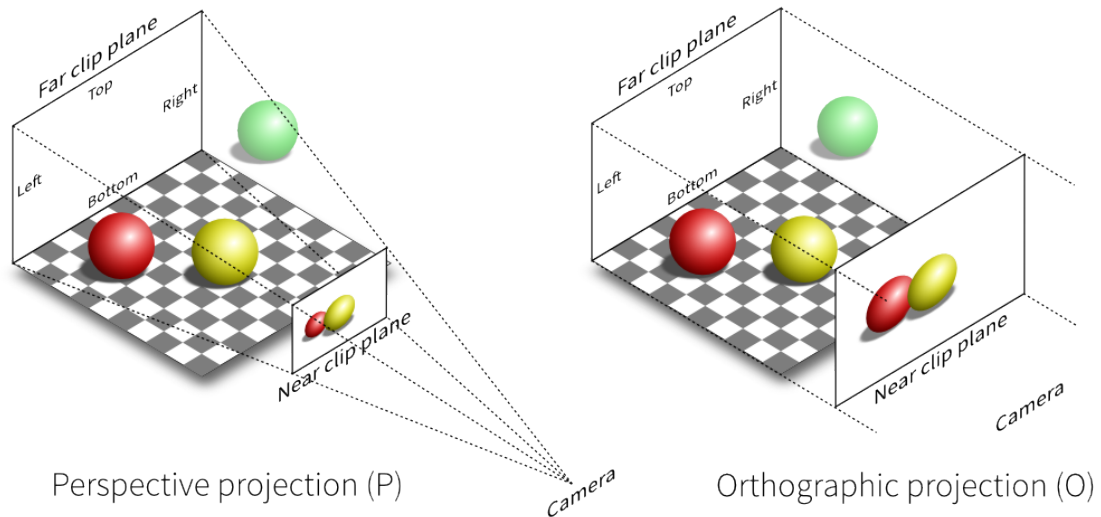 Far clip plane
Top
Right
Left
Bottom
Near clip plane
Camera
Perspective projection (P)
Far clip plane
Top
Right
Left
Bottom
Near clip plane
Camera
Orthographic projection (O)